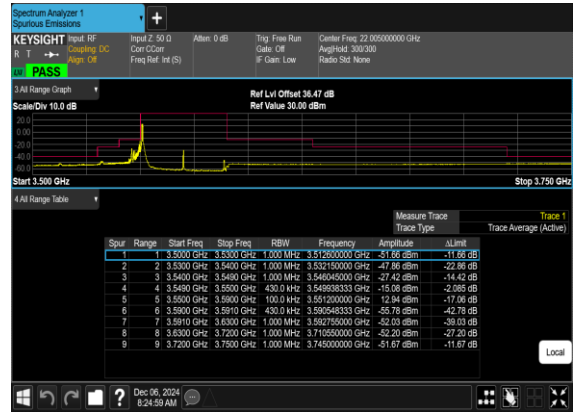 Spectrum Analyzer 1
Spurious Emissions
+
KEYSIGHT Input: RF Input Z: 50 Ω Atten: 0 dB Trig: Free Run Center Freq: 22.005000000 GHz
R T Coupling: DC Corr CCorr Gate: Off Avg|Hold: 300/300
Align: Off Freq Ref: Int (S) IF Gain: Low Radio Std: None
LXI PASS
3 All Range Graph ▼ Ref Lvl Offset 36.47 dB
Scale/Div 10.0 dB Ref Value 30.00 dBm
20.0
0.00
-20.0
-40.0
-60.0
Start 3.500 GHz Stop 3.750 GHz
4 All Range Table ▼
Measure Trace Trace 1
Trace Type Trace Average (Active)
Spur Range Start Freq Stop Freq RBW Frequency Amplitude ΔLimit
1 1 3.5000 GHz 3.5300 GHz 1.000 MHz 3.512600000 GHz -51.66 dBm -11.66 dB
2 2 3.5300 GHz 3.5400 GHz 1.000 MHz 3.532150000 GHz -47.86 dBm -22.86 dB
3 3 3.5400 GHz 3.5490 GHz 1.000 MHz 3.546045000 GHz -27.42 dBm -14.42 dB
4 4 3.5490 GHz 3.5500 GHz 430.0 kHz 3.549938333 GHz -15.08 dBm -2.085 dB
5 5 3.5500 GHz 3.5900 GHz 100.0 kHz 3.551200000 GHz 12.94 dBm -17.06 dB
6 6 3.5900 GHz 3.5910 GHz 430.0 kHz 3.590548333 GHz -55.78 dBm -42.78 dB
7 7 3.5910 GHz 3.6300 GHz 1.000 MHz 3.592755000 GHz -52.03 dBm -39.03 dB
8 8 3.6300 GHz 3.7200 GHz 1.000 MHz 3.710550000 GHz -52.20 dBm -27.20 dB
9 9 3.7200 GHz 3.7500 GHz 1.000 MHz 3.745000000 GHz -51.67 dBm -11.67 dB
Local
? Dec 06, 2024
8:24:59 AM